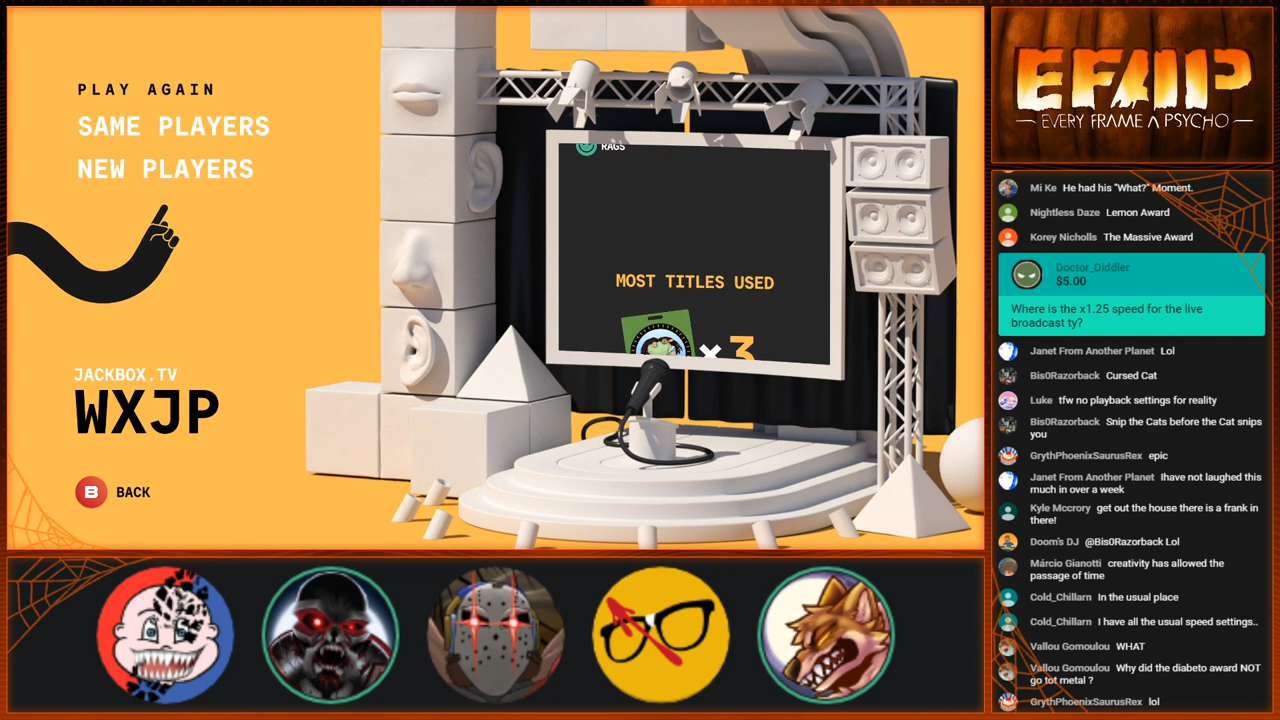 PLAY AGAIN
SAME PLAYERS
NEW PLAYERS
JACKBOX.TV
WXJP
B BACK
RAGS
MOST TITLES USED
× 3
EFAP
EVERY FRAME A PSYCHO
Mi Ke He had his "What?" Moment.
Nightless Daze Lemon Award
Korey Nicholls The Massive Award
Doctor_Diddler
$5.00
Where is the x1.25 speed for the live
broadcast ty?
Janet From Another Planet Lol
Bis0Razorback Cursed Cat
Luke tfw no playback settings for reality
Bis0Razorback Snip the Cats before the Cat snips
you
GrythPhoenixSaurusRex epic
Janet From Another Planet Ihave not laughed this
much in over a week
Kyle Mccrory get out the house there is a frank in
there!
Doom's DJ @Bis0Razorback Lol
Márcio Gianotti creativity has allowed the
passage of time
Cold_Chillarn In the usual place
Cold_Chillarn I have all the usual speed settings..
Vallou Gomoulou WHAT
Vallou Gomoulou Why did the diabeto award NOT
go tot metal ?
GrythPhoenixSaurusRex lol